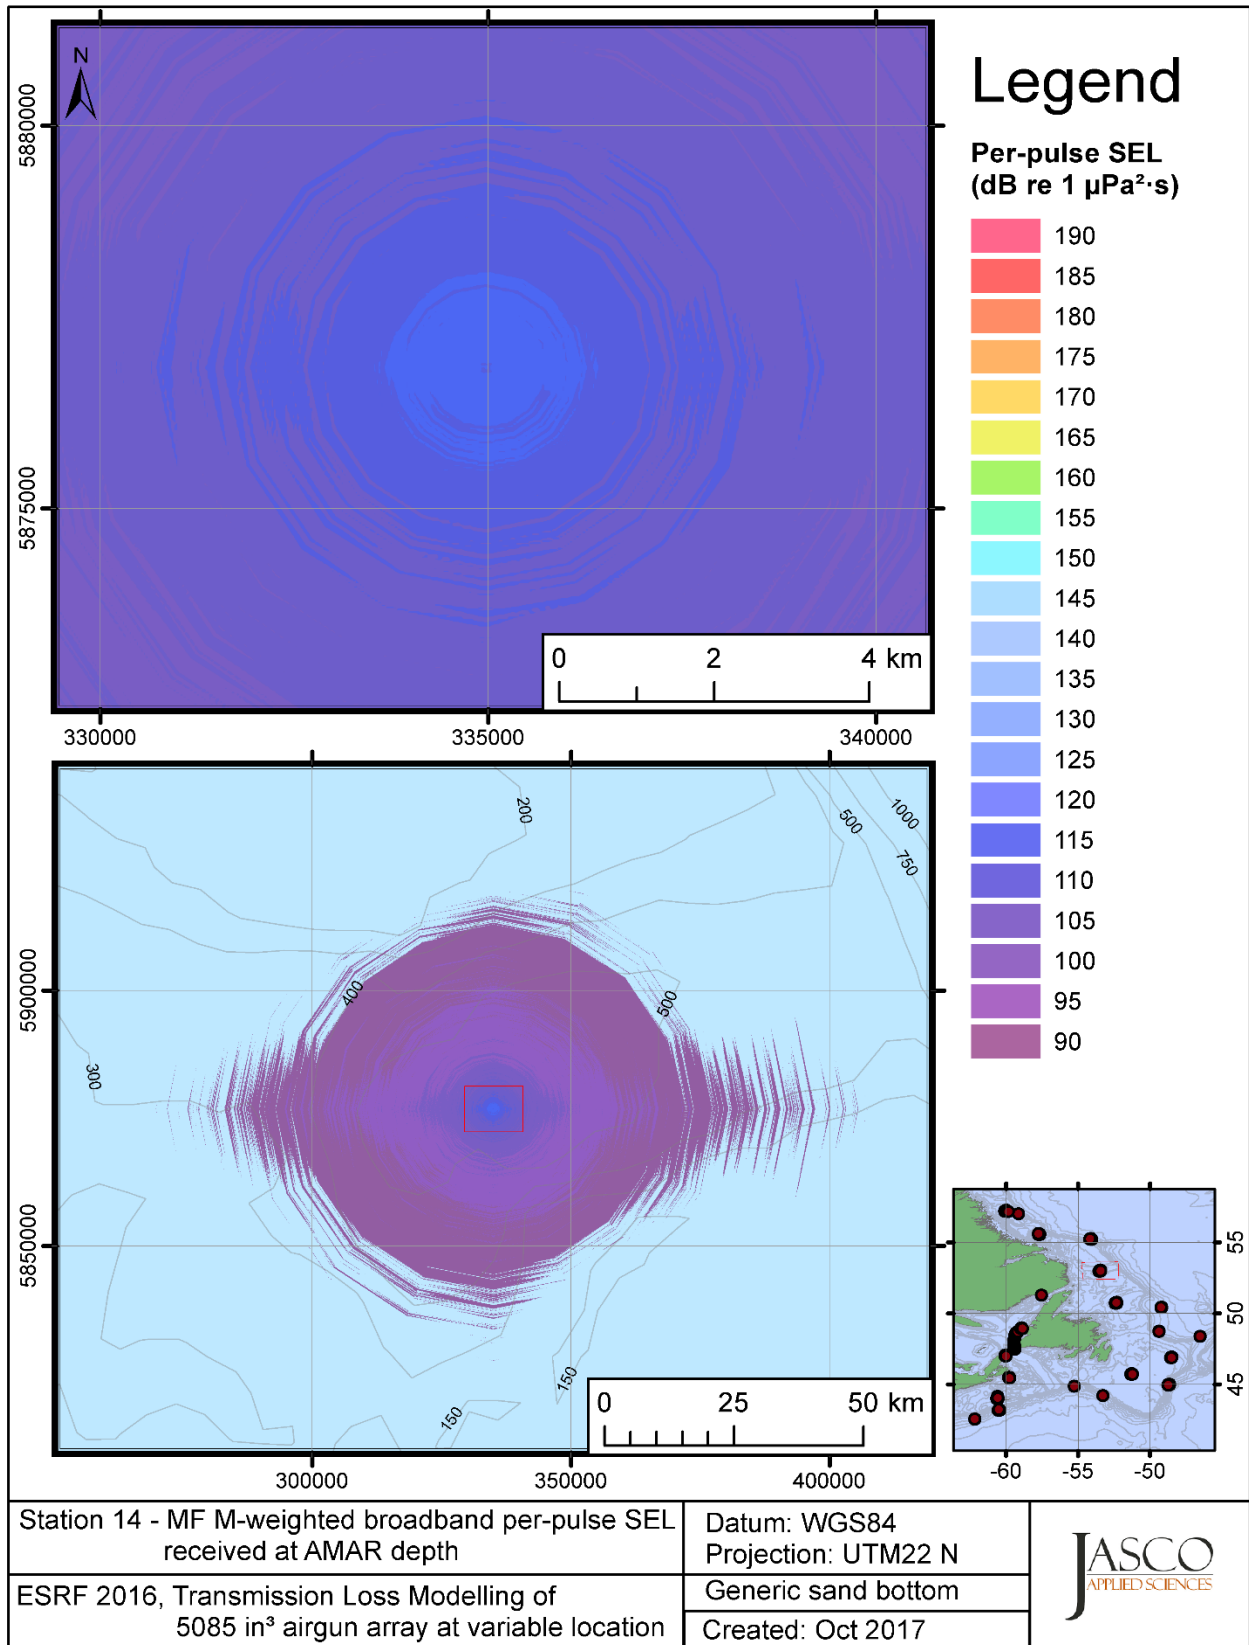 N
5880000
5875000
0 2 4 km
330000 335000 340000
Legend
Per-pulse SEL
(dB re 1 µPa²·s)
190
185
180
175
170
165
160
155
150
145
140
135
130
125
120
115
110
105
100
95
90
200
500
1000
750
400
500
300
150
150
5900000
5850000
0 25 50 km
300000 350000 400000
55
50
45
-60 -55 -50
Station 14 - MF M-weighted broadband per-pulse SEL
received at AMAR depth
ESRF 2016, Transmission Loss Modelling of
5085 in³ airgun array at variable location
Datum: WGS84
Projection: UTM22 N
Generic sand bottom
Created: Oct 2017
JASCO
APPLIED SCIENCES